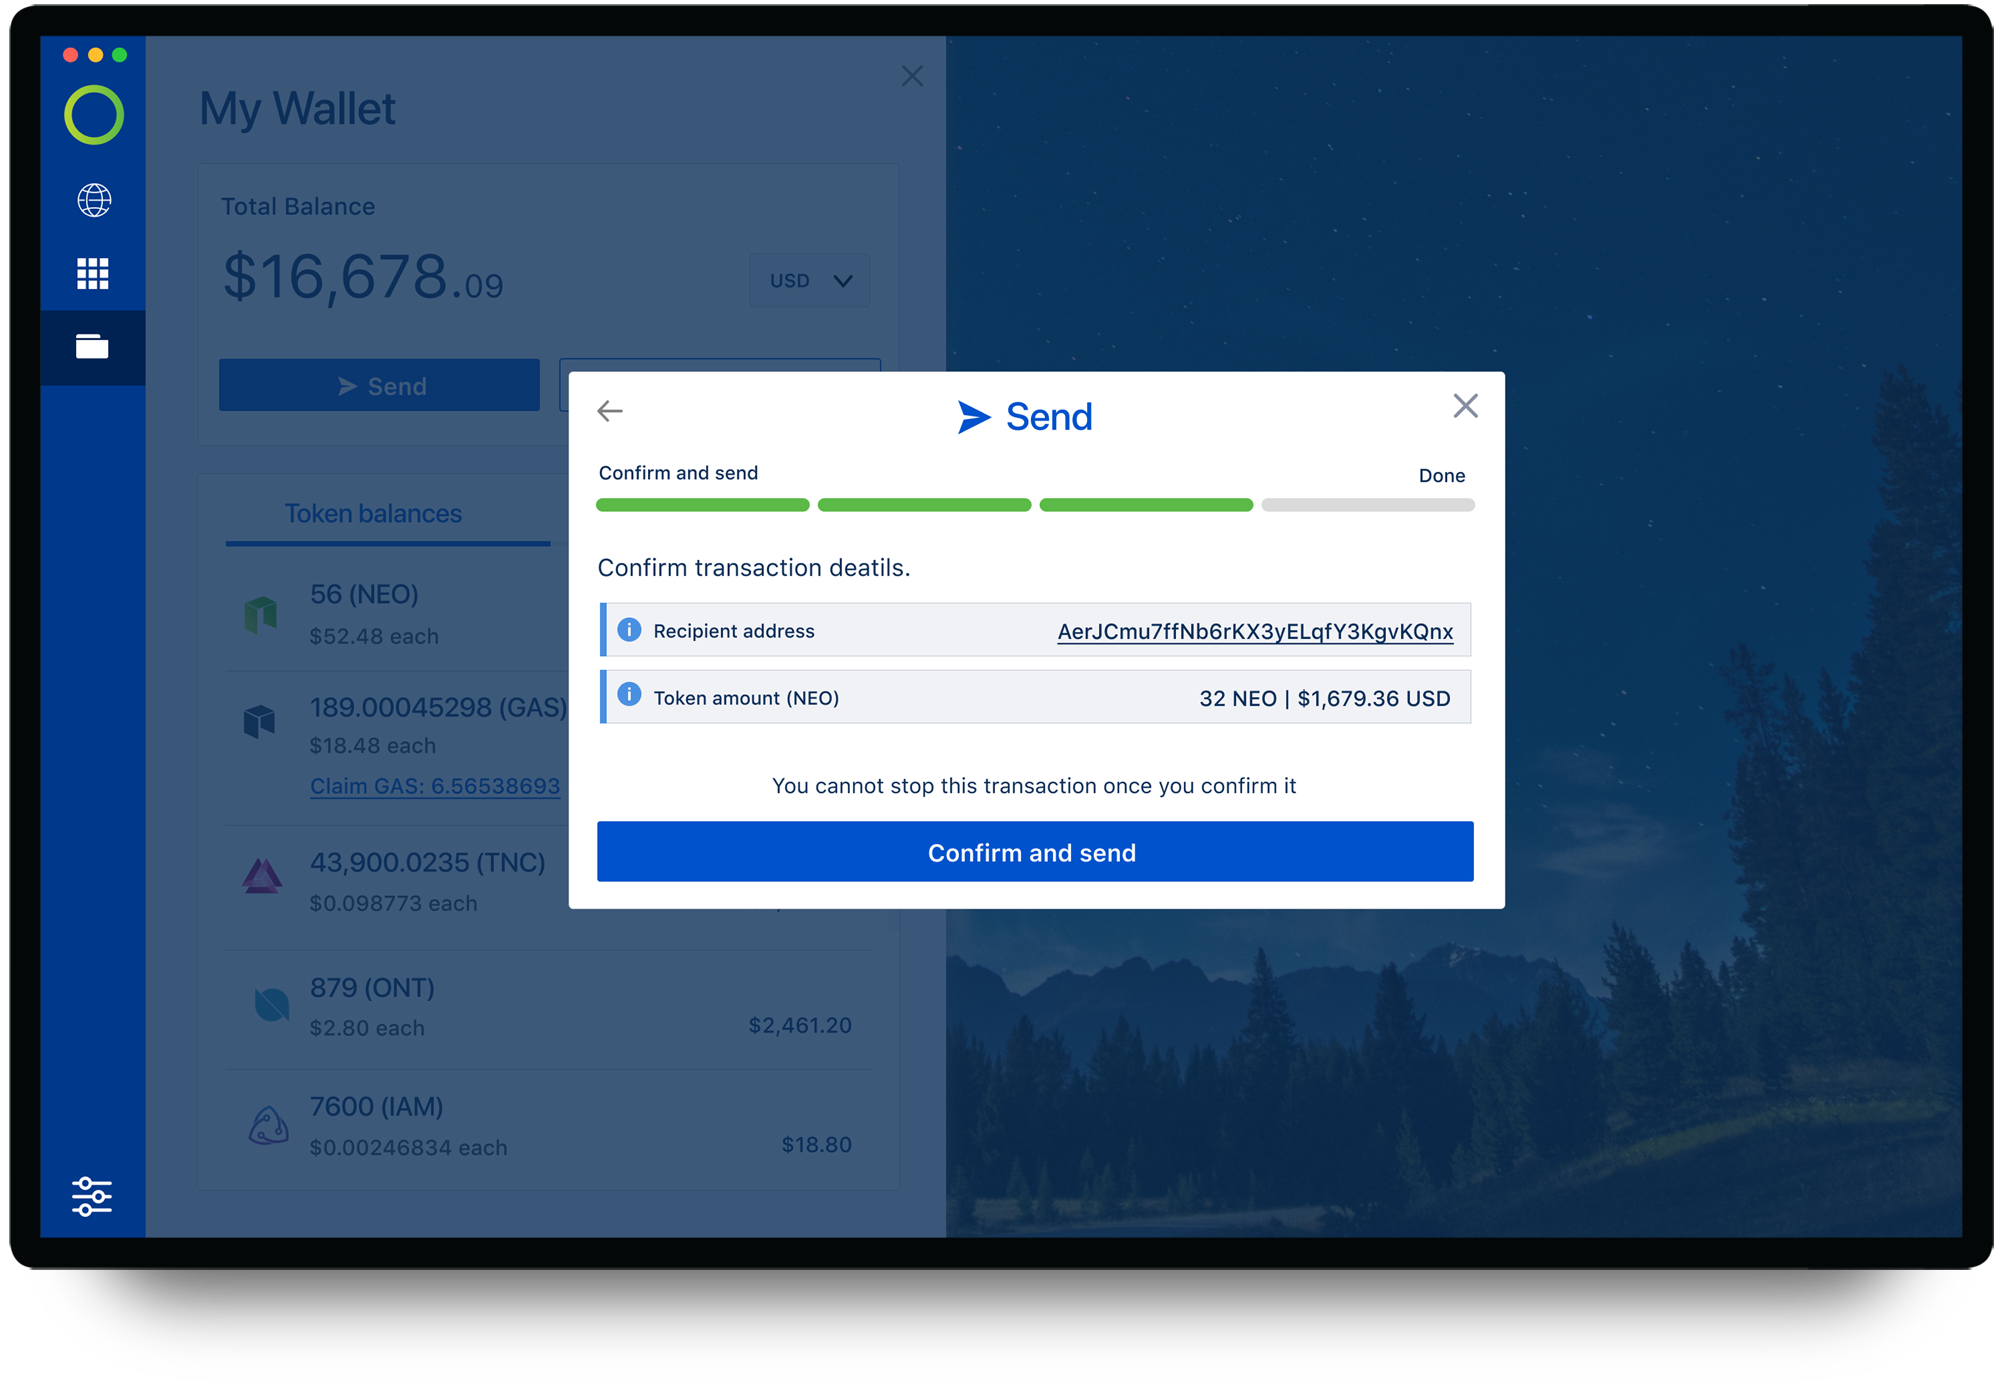 My Wallet
Total Balance
$16,678.09
USD
Send
Token balances
56 (NEO)
$52.48 each
189.00045298 (GAS)
$18.48 each
Claim GAS: 6.56538693
43,900.0235 (TNC)
$0.098773 each
879 (ONT)
$2.80 each
$2,461.20
7600 (IAM)
$0.00246834 each
$18.80
Send
Confirm and send
Done
Confirm transaction deatils.
Recipient address
AerJCmu7ffNb6rKX3yELqfY3KgvKQnx
Token amount (NEO)
32 NEO | $1,679.36 USD
You cannot stop this transaction once you confirm it
Confirm and send